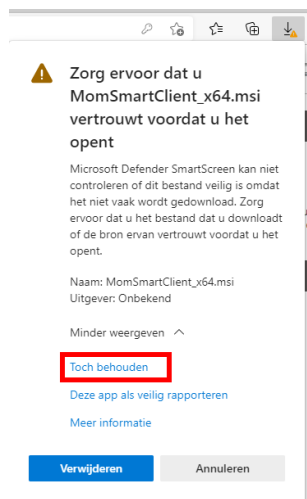 Zorg ervoor dat u
MomSmartClient_x64.msi
vertrouwt voordat u het
opent
Microsoft Defender SmartScreen kan niet
controleren of dit bestand veilig is omdat
het niet vaak wordt gedownload. Zorg
ervoor dat u het bestand dat u downloadt
of de bron ervan vertrouwt voordat u het
opent.
Naam: MomSmartClient_x64.msi
Uitgever: Onbekend
Minder weergeven
Toch behouden
Deze app als veilig rapporteren
Meer informatie
Verwijderen
Annuleren